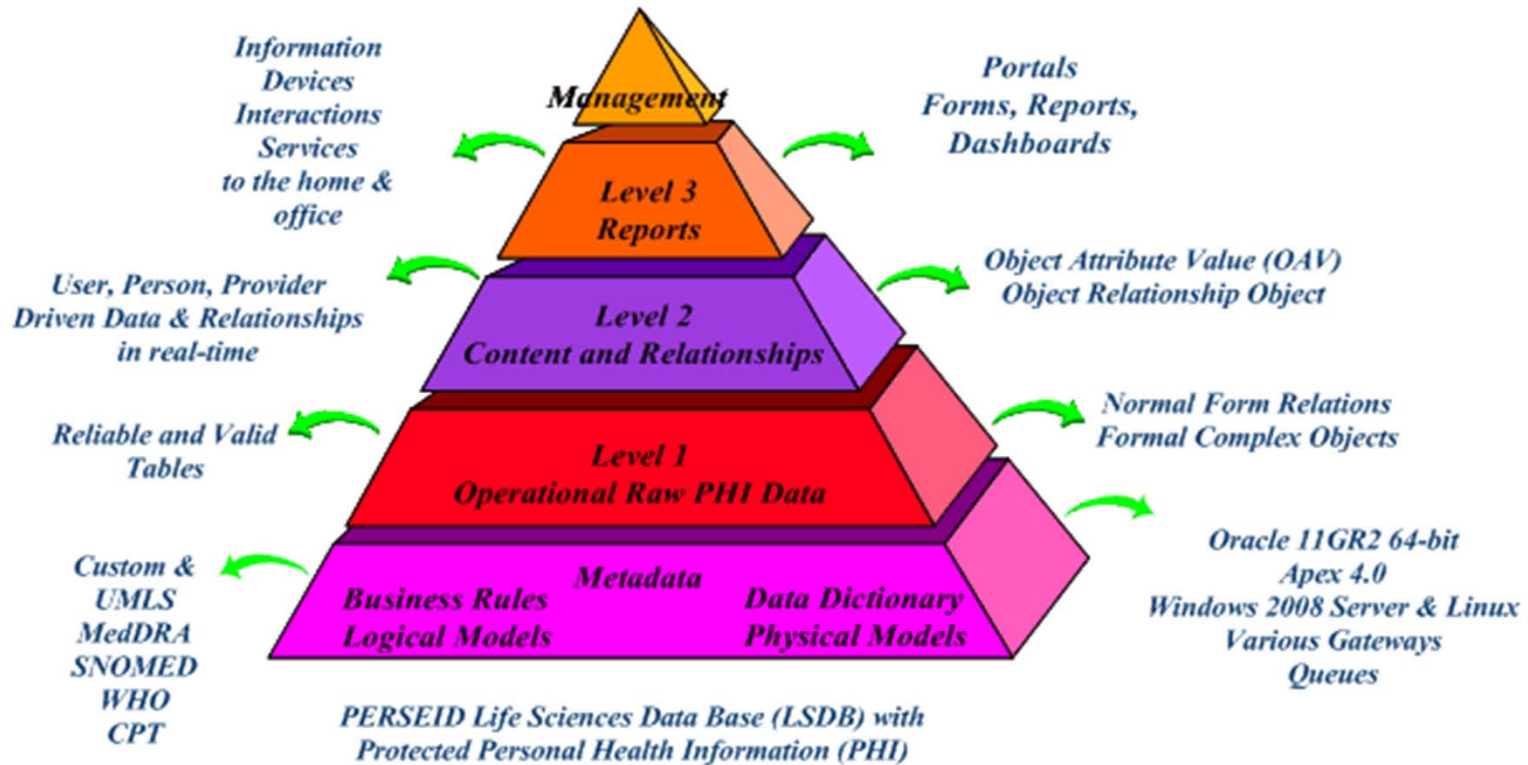 Information
Devices
Interactions
Services
to the home &
office
Management
Portals
Forms, Reports,
Dashboards
Level 3
Reports
User, Person, Provider
Driven Data & Relationships
in real-time
Level 2
Content and Relationships
Object Attribute Value (OAV)
Object Relationship Object
Reliable and Valid
Tables
Level 1
Operational Raw PHI Data
Normal Form Relations
Formal Complex Objects
Custom &
UMLS
MedDRA
SNOMED
WHO
CPT
Metadata
Business Rules
Logical Models
Data Dictionary
Physical Models
Oracle 11GR2 64-bit
Apex 4.0
Windows 2008 Server & Linux
Various Gateways
Queues
PERSEID Life Sciences Data Base (LSDB) with
Protected Personal Health Information (PHI)